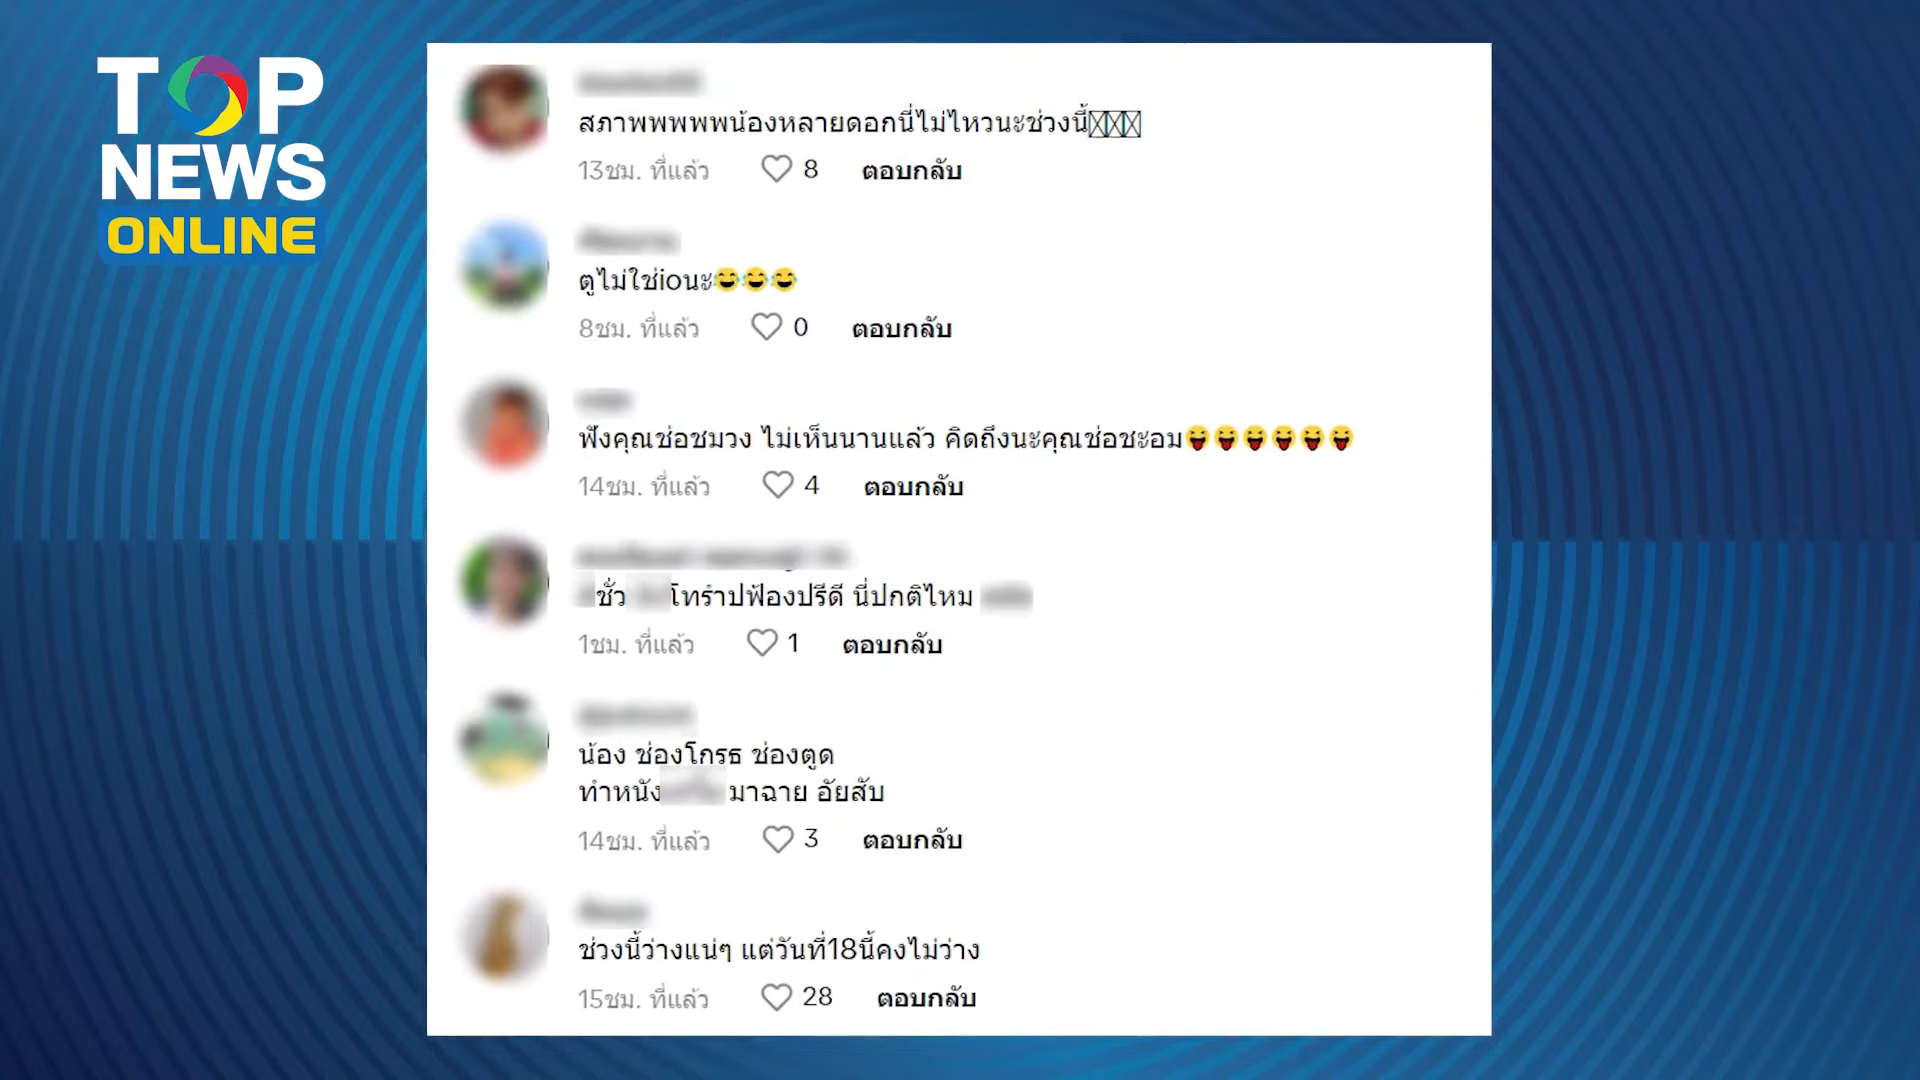 TOP
NEWS
ONLINE
สภาพพพพพน้องหลายดอกนี่ไม่ไหวนะช่วงนี้
13ชม. ที่แล้ว 8 ตอบกลับ
ตูไม่ใช่ioนะ😂😂😂
8ชม. ที่แล้ว 0 ตอบกลับ
ฟังคุณช่อชมวง ไม่เห็นนานแล้ว คิดถึงนะคุณช่อชะอม😝😝😝😝😝😝
14ชม. ที่แล้ว 4 ตอบกลับ
ชั่ว โทรำปฟ้องปรีดี นี่ปกติไหม
1ชม. ที่แล้ว 1 ตอบกลับ
น้อง ช่องโกรธ ช่องตูด
ทำหนัง มาฉาย อัยสับ
14ชม. ที่แล้ว 3 ตอบกลับ
ช่วงนี้ว่างแน่ๆ แต่วันที่18นี้คงไม่ว่าง
15ชม. ที่แล้ว 28 ตอบกลับ